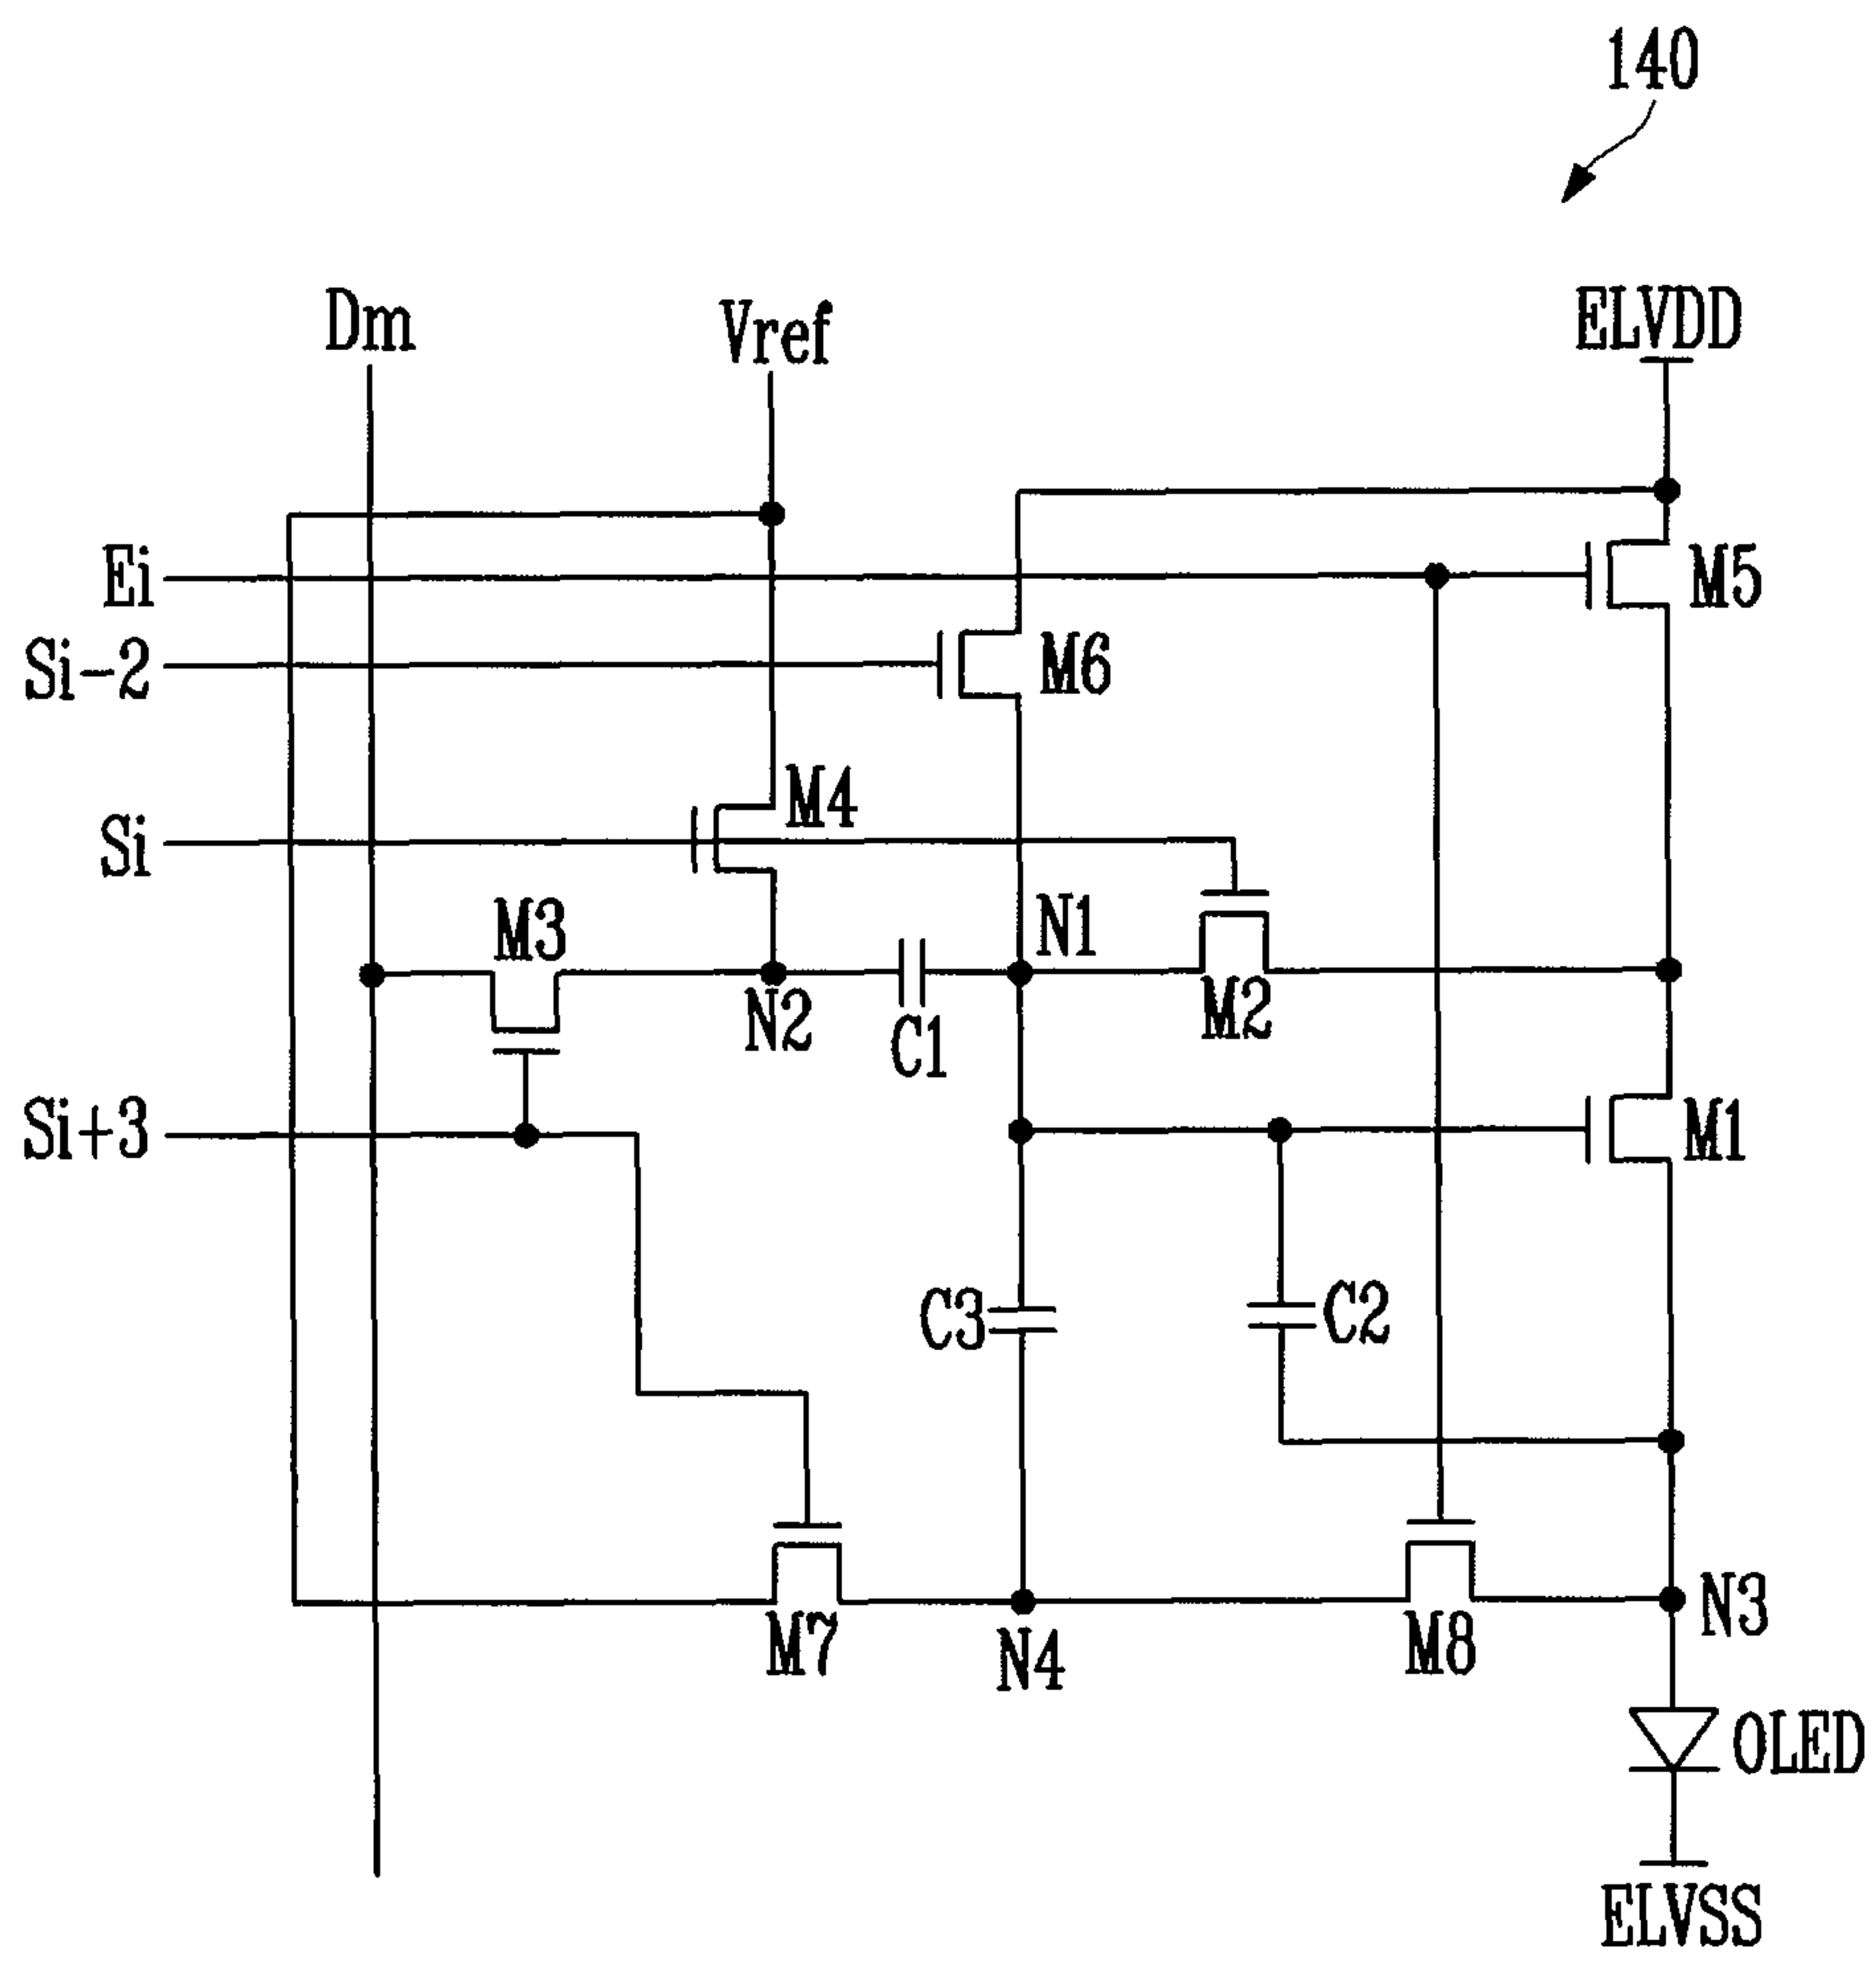 140
Dm
Vref
ELVDD
Ei
M5
Si-2
M6
M4
Si
M3
N1
N2
C1
M2
Si+3
M1
C3
C2
M7
N4
M8
N3
OLED
ELVSS